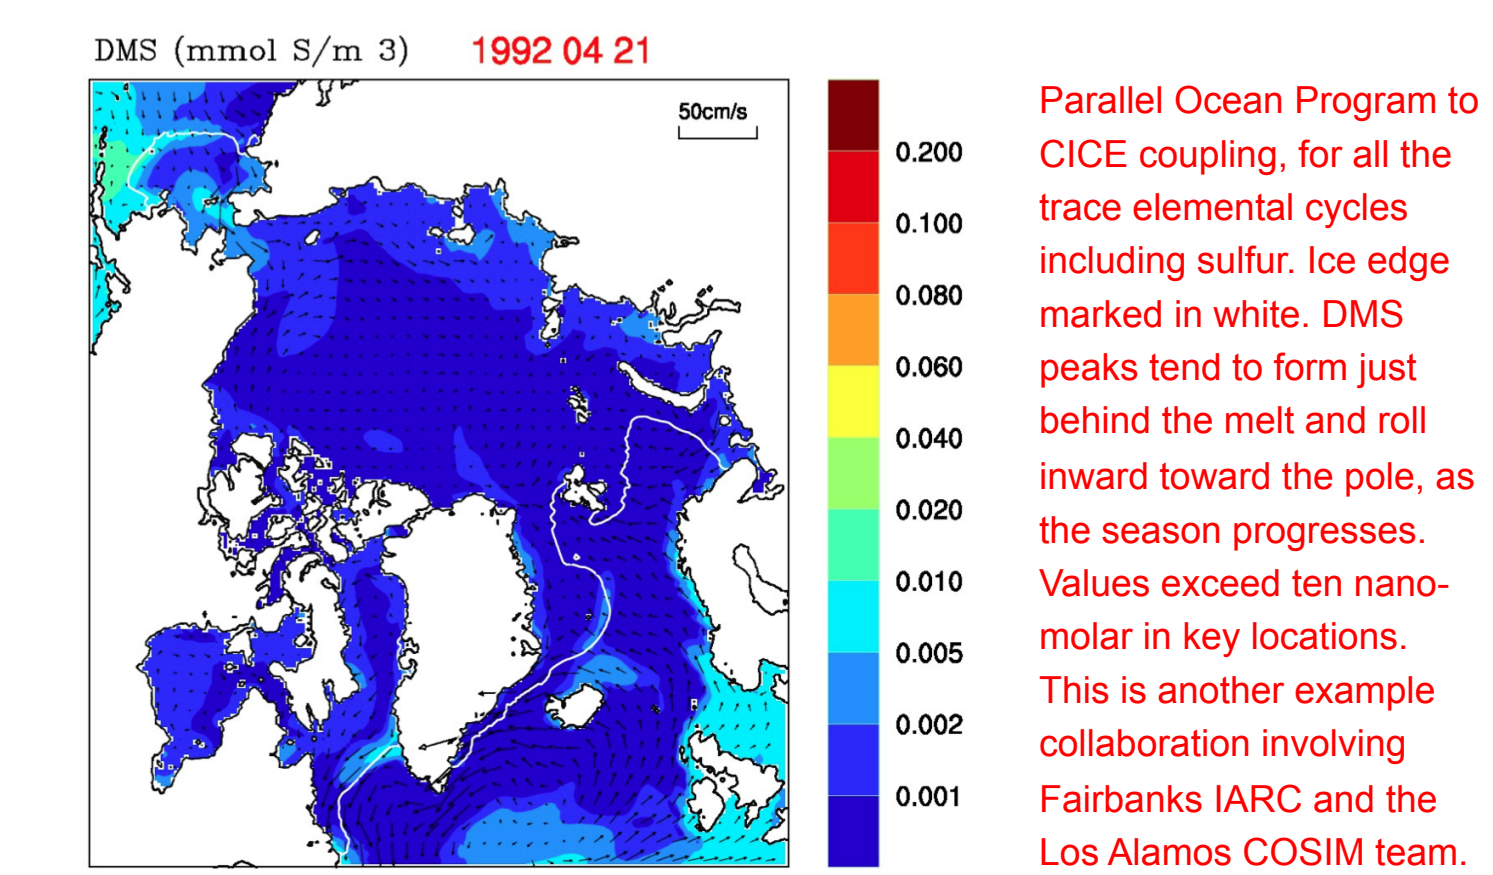 DMS (mmol S/m 3) 1992 04 21
50cm/s
0.200
0.100
0.080
0.060
0.040
0.020
0.010
0.005
0.002
0.001
Parallel Ocean Program to
CICE coupling, for all the
trace elemental cycles
including sulfur. Ice edge
marked in white. DMS
peaks tend to form just
behind the melt and roll
inward toward the pole, as
the season progresses.
Values exceed ten nano-
molar in key locations.
This is another example
collaboration involving
Fairbanks IARC and the
Los Alamos COSIM team.